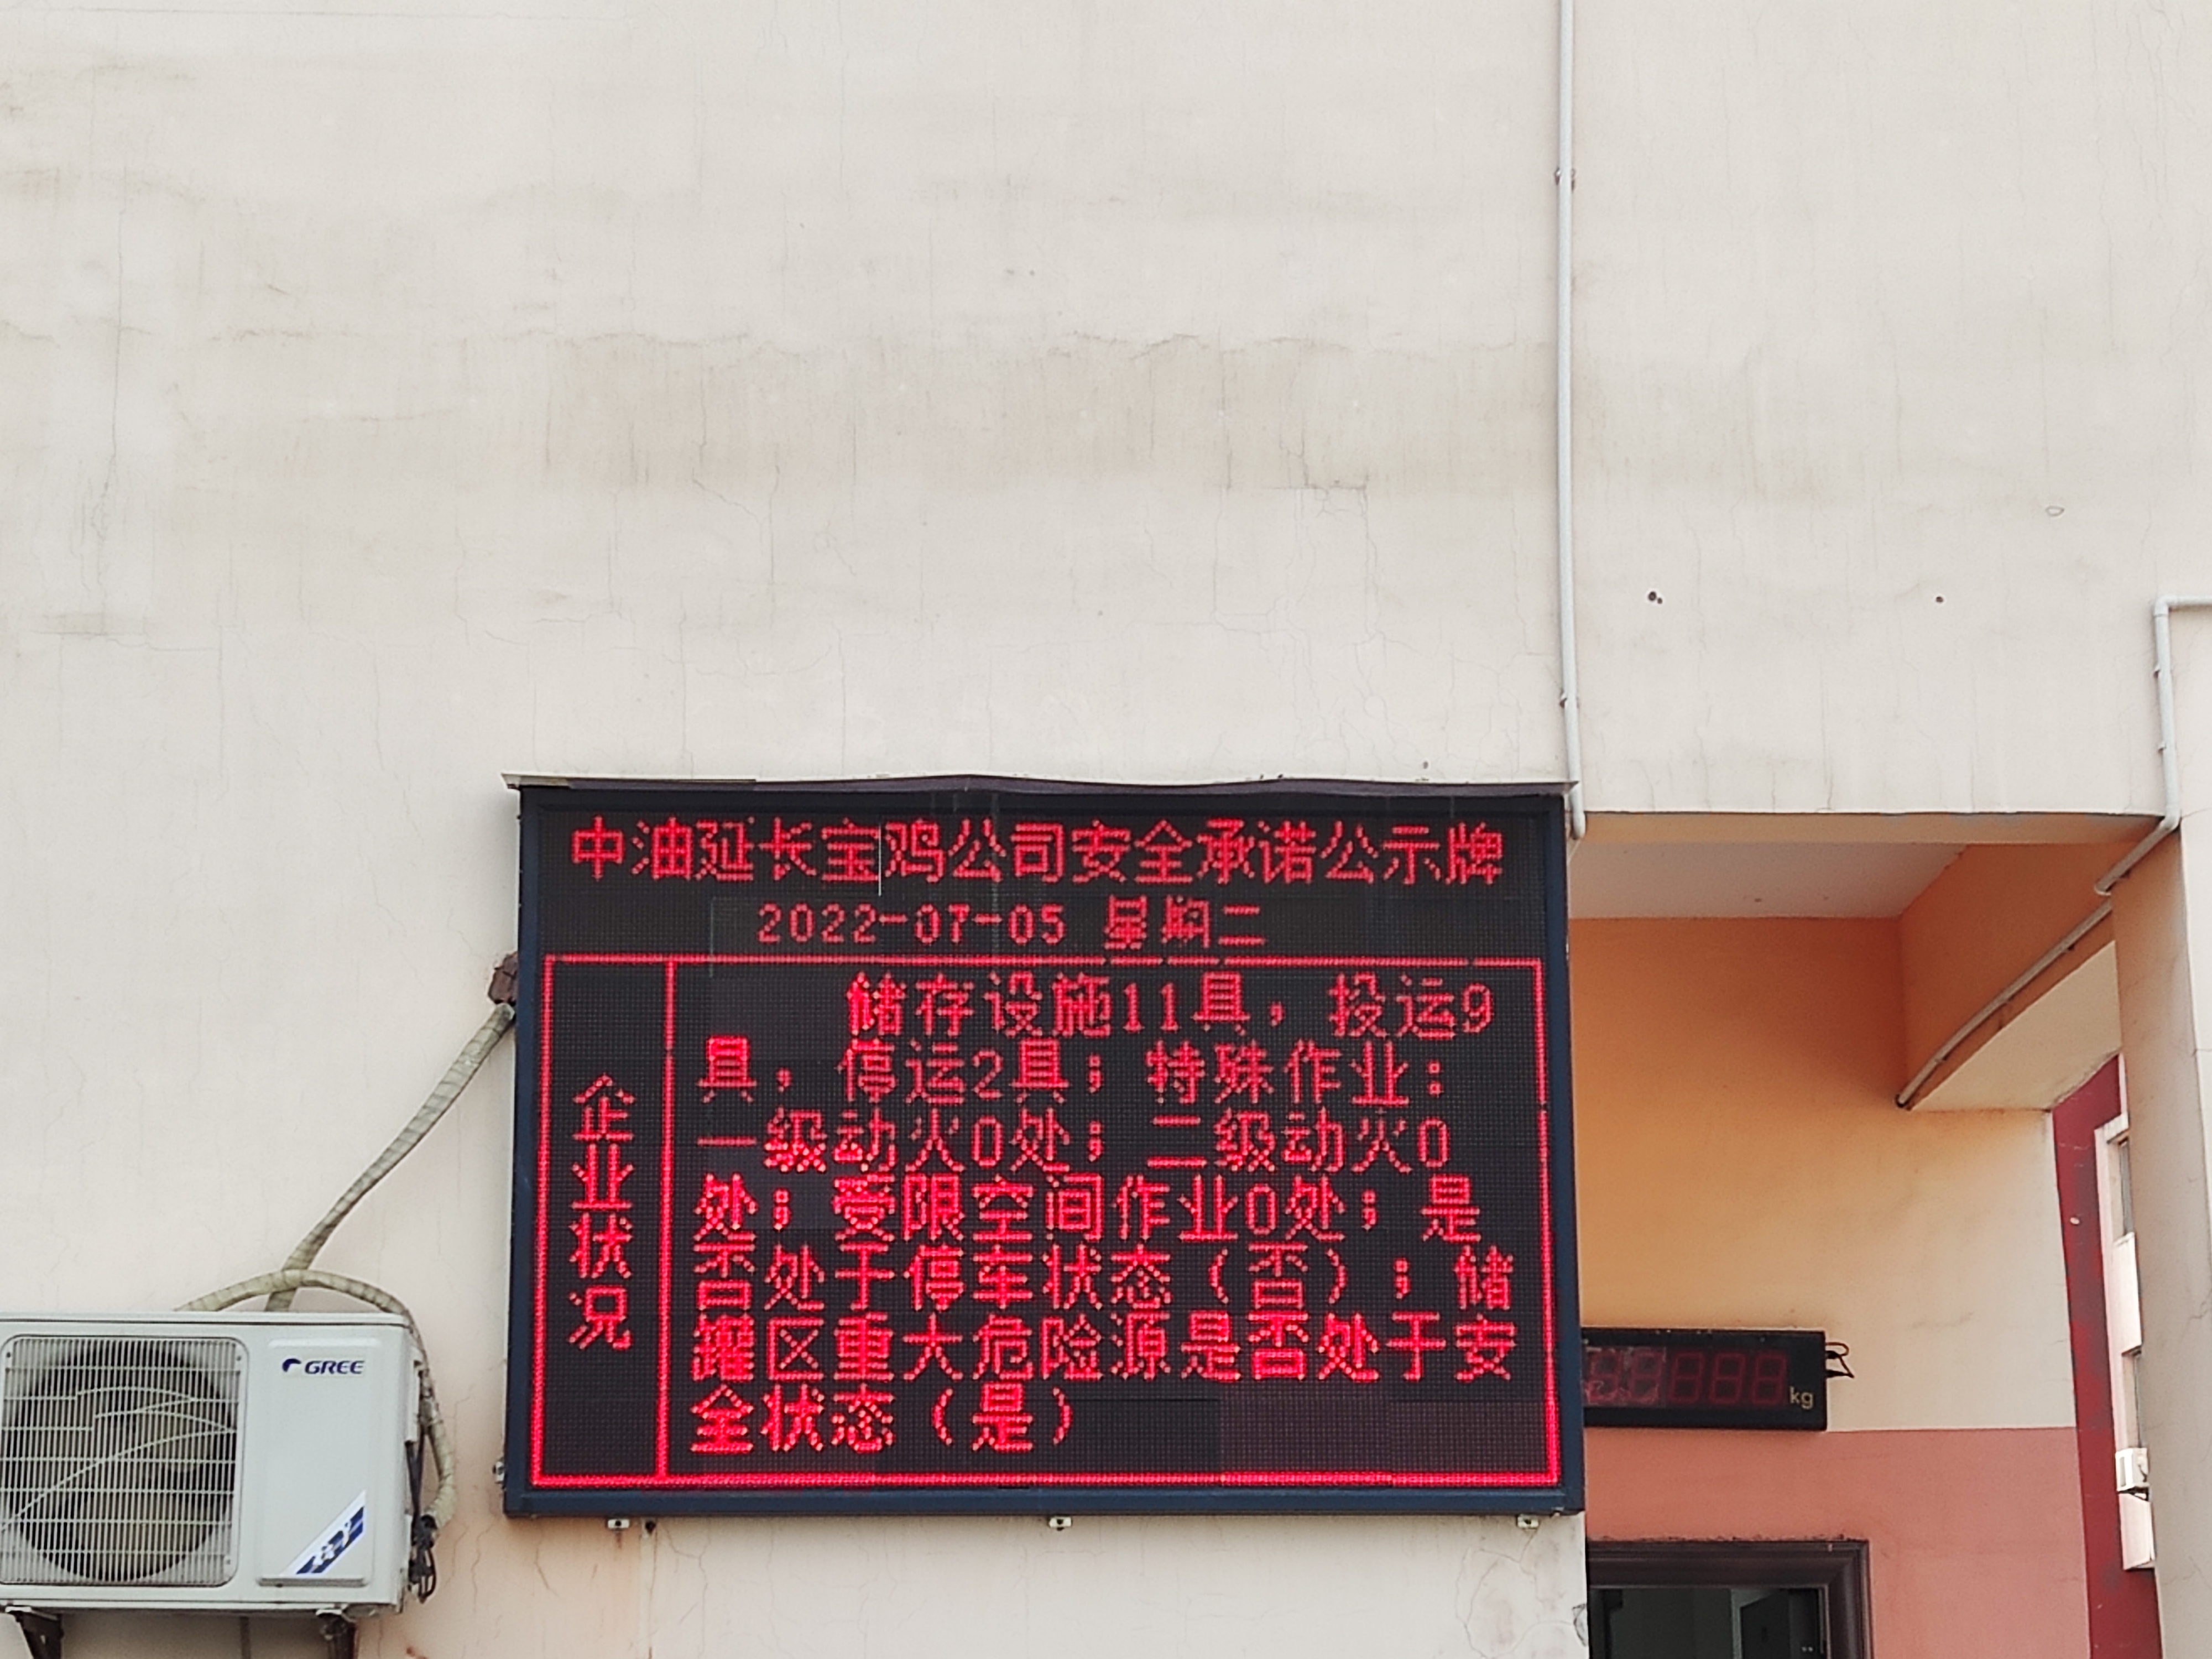 中油延长宝鸡公司安全承诺公示牌
2022-07-05 星期二
企业状况
储存设施11具，投运9
具，停运2具；特殊作业：
一级动火0处；二级动火0
处；受限空间作业0处；是
否处于停车状态（否）；储
罐区重大危险源是否处于安
全状态（是）
GREE
kg